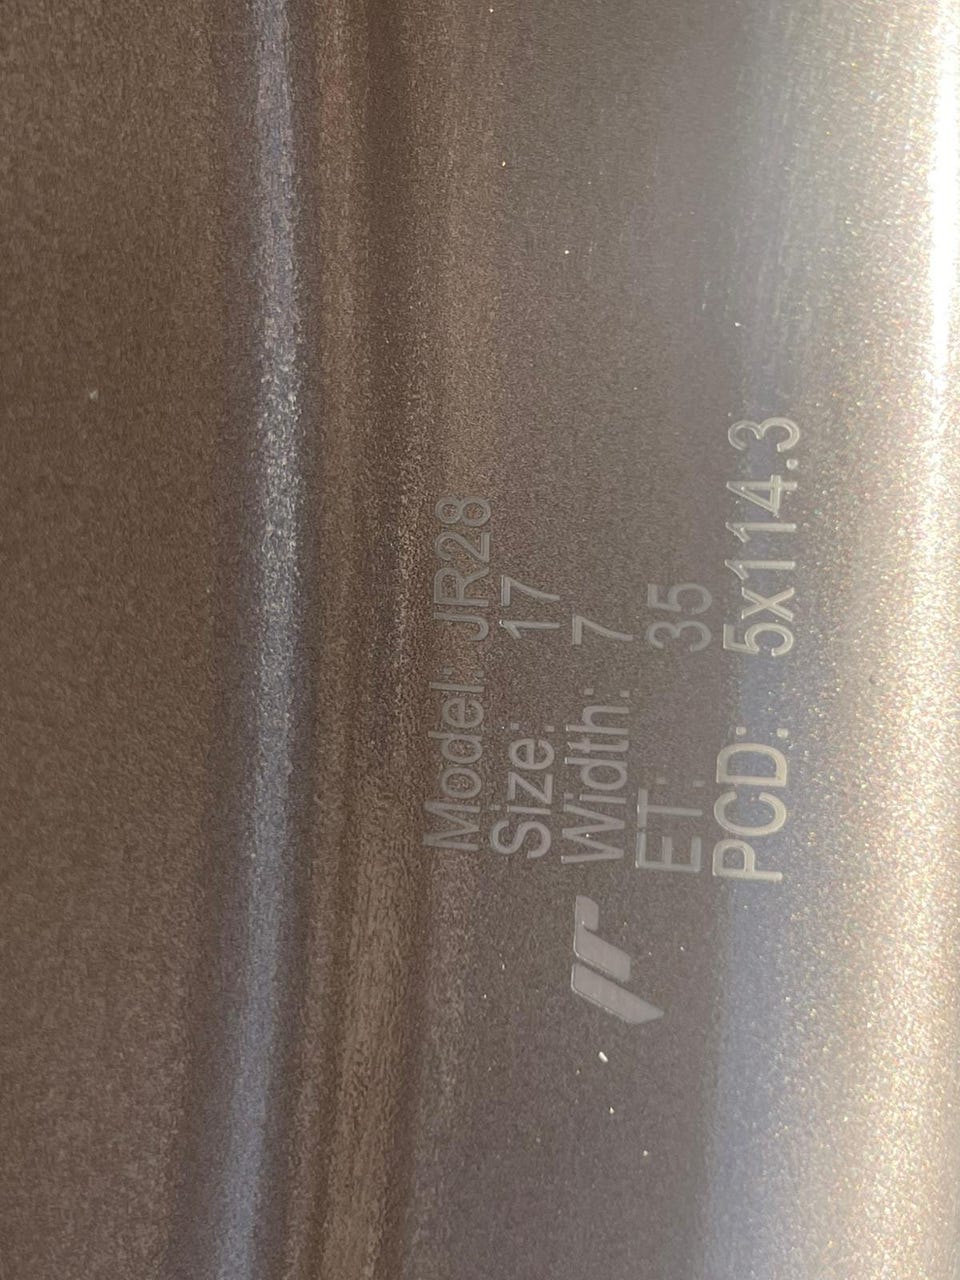 Model: JR28
Size: 17
Width: 7
ET: 35
PCD: 5x114.3